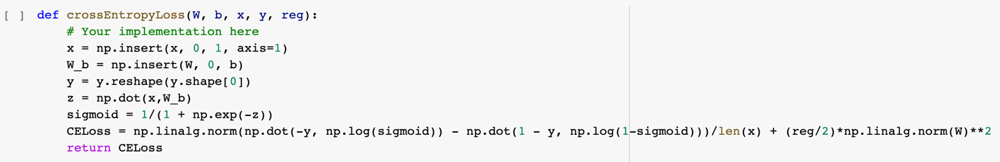 [ ] def crossEntropyLoss(W, b, x, y, reg):
# Your implementation here
x = np.insert(x, 0, 1, axis=1)
W_b = np.insert(W, 0, b)
y = y.reshape(y.shape[0])
z = np.dot(x,W_b)
sigmoid = 1/(1 + np.exp(-z))
CELoss = np.linalg.norm(np.dot(-y, np.log(sigmoid)) - np.dot(1 - y, np.log(1-sigmoid)))/len(x) + (reg/2)*np.linalg.norm(W)**2
return CELoss